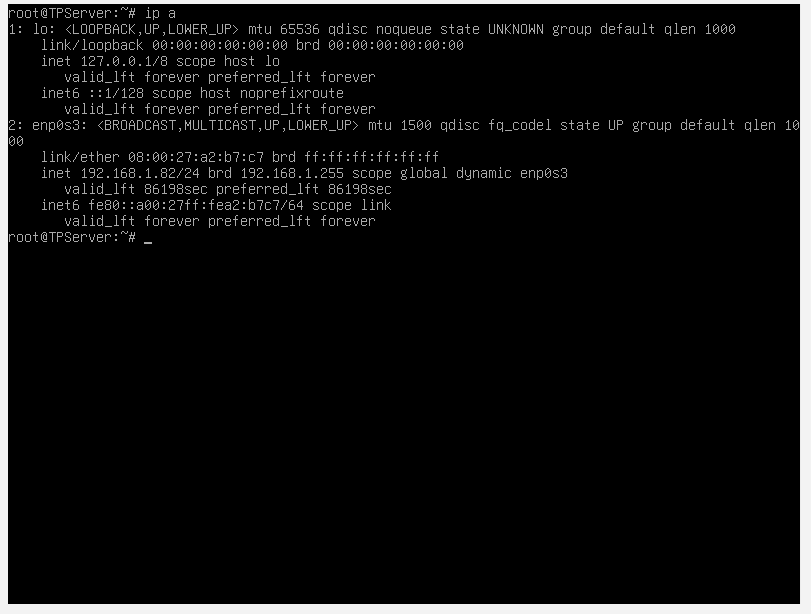 root@TPServer:~# ip a
1: lo: <LOOPBACK,UP,LOWER_UP> mtu 65536 qdisc noqueue state UNKNOWN group default qlen 1000
    link/loopback 00:00:00:00:00:00 brd 00:00:00:00:00:00
    inet 127.0.0.1/8 scope host lo
       valid_lft forever preferred_lft forever
    inet6 ::1/128 scope host noprefixroute
       valid_lft forever preferred_lft forever
2: enp0s3: <BROADCAST,MULTICAST,UP,LOWER_UP> mtu 1500 qdisc fq_codel state UP group default qlen 10
00
    link/ether 08:00:27:a2:b7:c7 brd ff:ff:ff:ff:ff:ff
    inet 192.168.1.82/24 brd 192.168.1.255 scope global dynamic enp0s3
       valid_lft 86198sec preferred_lft 86198sec
    inet6 fe80::a00:27ff:fea2:b7c7/64 scope link
       valid_lft forever preferred_lft forever
root@TPServer:~# _